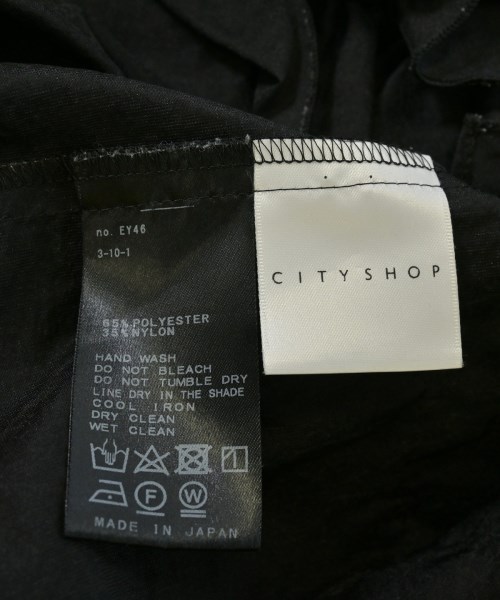 no. EY46
3-10-1
65% POLYESTER
35% NYLON
HAND WASH
DO NOT BLEACH
DO NOT TUMBLE DRY
LINE DRY IN THE SHADE
COOL IRON
DRY CLEAN
WET CLEAN
F W
MADE IN JAPAN
CITYSHOP